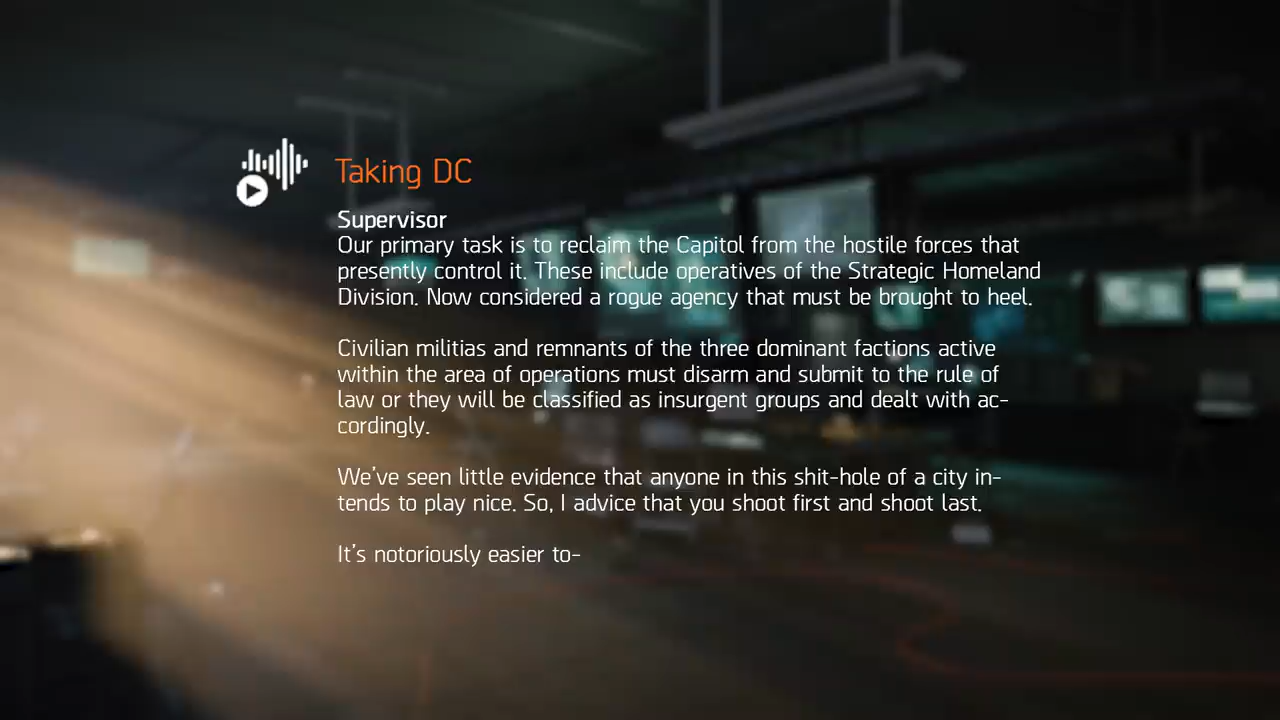 Taking DC
Supervisor
Our primary task is to reclaim the Capitol from the hostile forces that
presently control it. These include operatives of the Strategic Homeland
Division. Now considered a rogue agency that must be brought to heel.
Civilian militias and remnants of the three dominant factions active
within the area of operations must disarm and submit to the rule of
law or they will be classified as insurgent groups and dealt with ac-
cordingly.
We've seen little evidence that anyone in this shit-hole of a city in-
tends to play nice. So, I advice that you shoot first and shoot last.
It's notoriously easier to-